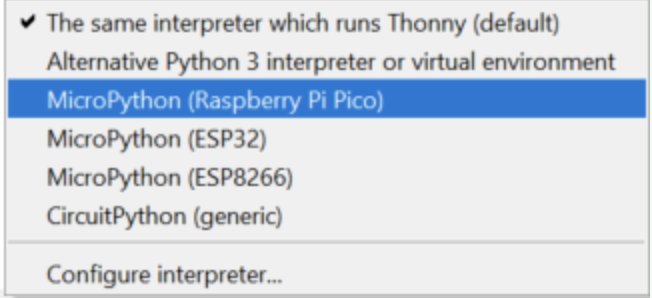 The same interpreter which runs Thonny (default)
Alternative Python 3 interpreter or virtual environment
MicroPython (Raspberry Pi Pico)
MicroPython (ESP32)
MicroPython (ESP8266)
CircuitPython (generic)
Configure interpreter...